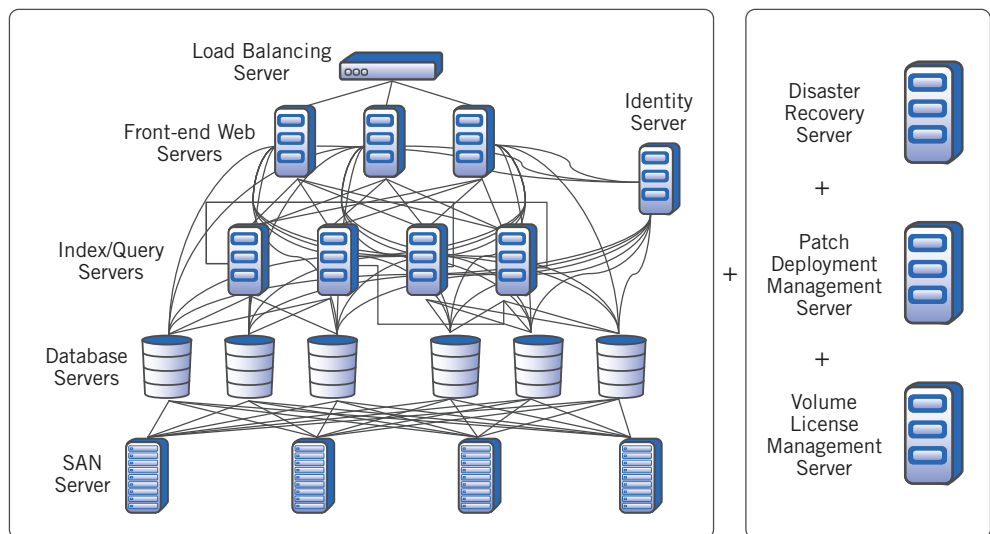 Load Balancing
Server
Identity
Server
Front-end Web
Servers
Index/Query
Servers
Database
Servers
SAN
Server
+
Disaster
Recovery
Server
+
Patch
Deployment
Management
Server
+
Volume
License
Management
Server